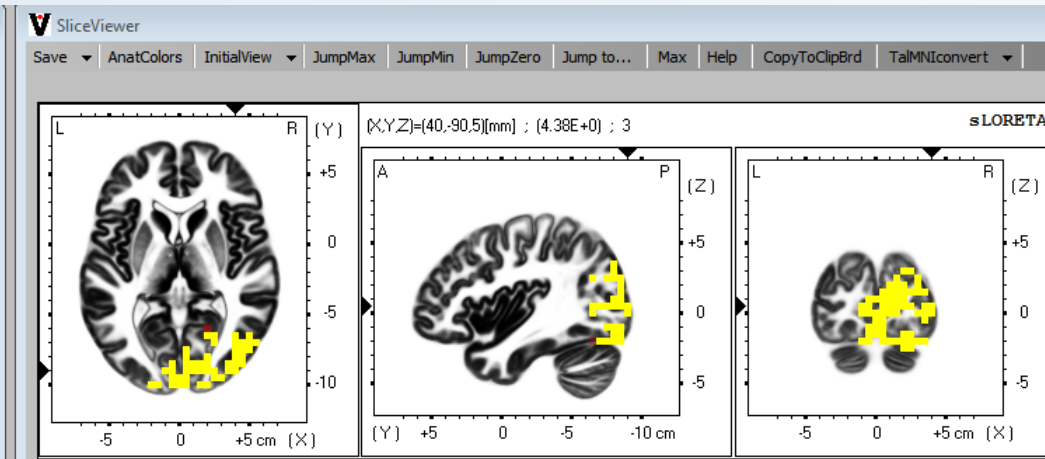 SliceViewer
Save AnatColors InitialView JumpMax JumpMin JumpZero Jump to... Max Help CopyToClipBrd TalMNIconvert
(X,Y,Z)=(40,-90,5)[mm] ; (4.38E+0) ; 3 sLORETA
L R (Y)
+5
0
-5
-10
-5 0 +5 cm (X)
A P (Z)
+5
0
-5
(Y) +5 0 -5 -10 cm
L R (Z)
+5
0
-5
-5 0 +5 cm (X)